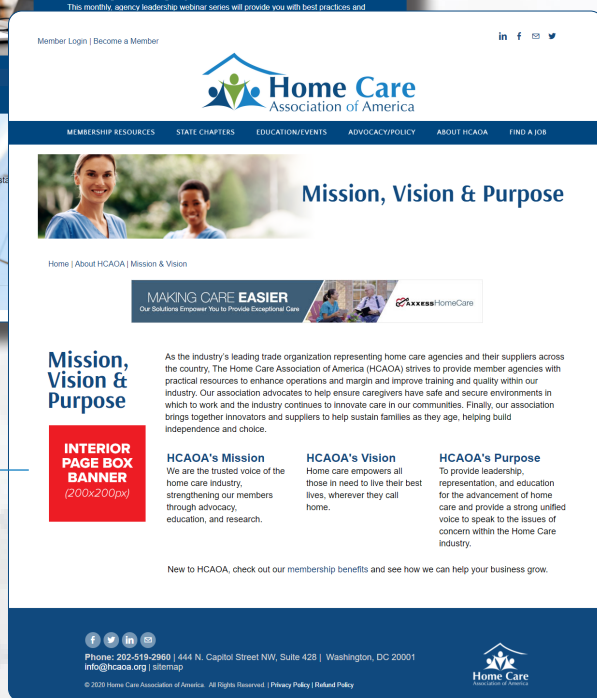 This monthly, agency leadership webinar series will provide you with best practices and
Member Login | Become a Member
Home Care
Association of America
MEMBERSHIP RESOURCES STATE CHAPTERS EDUCATION/EVENTS ADVOCACY/POLICY ABOUT HCAOA FIND A JOB
Mission, Vision & Purpose
Home | About HCAOA | Mission & Vision
MAKING CARE EASIER
Our Solutions Empower You to Provide Exceptional Care
AXXESS HomeCare
Mission,
Vision &
Purpose
As the industry's leading trade organization representing home care agencies and their suppliers across
the country, The Home Care Association of America (HCAOA) strives to provide member agencies with
practical resources to enhance operations and margin and improve training and quality within our
industry. Our association advocates to help ensure caregivers have safe and secure environments in
which to work and the industry continues to innovate care in our communities. Finally, our association
brings together innovators and suppliers to help sustain families as they age, helping build
independence and choice.
INTERIOR
PAGE BOX
BANNER
(200x200px)
HCAOA's Mission
We are the trusted voice of the
home care industry,
strengthening our members
through advocacy,
education, and research.
HCAOA's Vision
Home care empowers all
those in need to live their best
lives, wherever they call
home.
HCAOA's Purpose
To provide leadership,
representation, and education
for the advancement of home
care and provide a strong unified
voice to speak to the issues of
concern within the Home Care
industry.
New to HCAOA, check out our membership benefits and see how we can help your business grow.
Phone: 202-519-2960 | 444 N. Capitol Street NW, Suite 428 | Washington, DC 20001
info@hcaoa.org | sitemap
© 2020 Home Care Association of America. All Rights Reserved. | Privacy Policy | Refund Policy
Home Care
Association of America